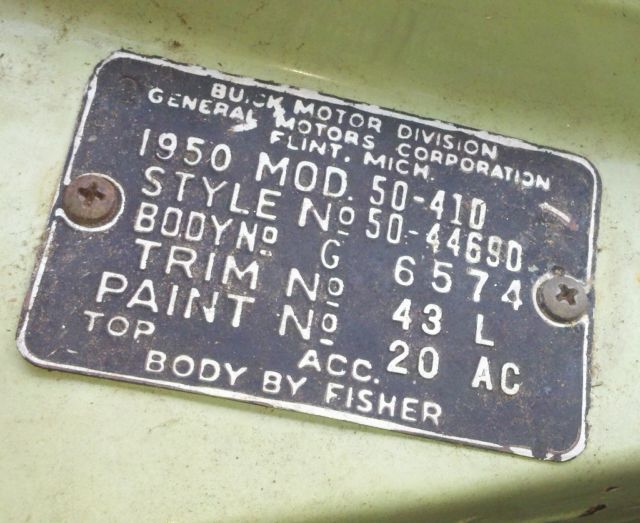 BUICK MOTOR DIVISION
GENERAL MOTORS CORPORATION
FLINT, MICH.
1950 MOD. 50-41D
STYLE No 50-4469D
BODY No G 6574
TRIM No 43 L
PAINT No 20 AC
TOP ACC.
BODY BY FISHER